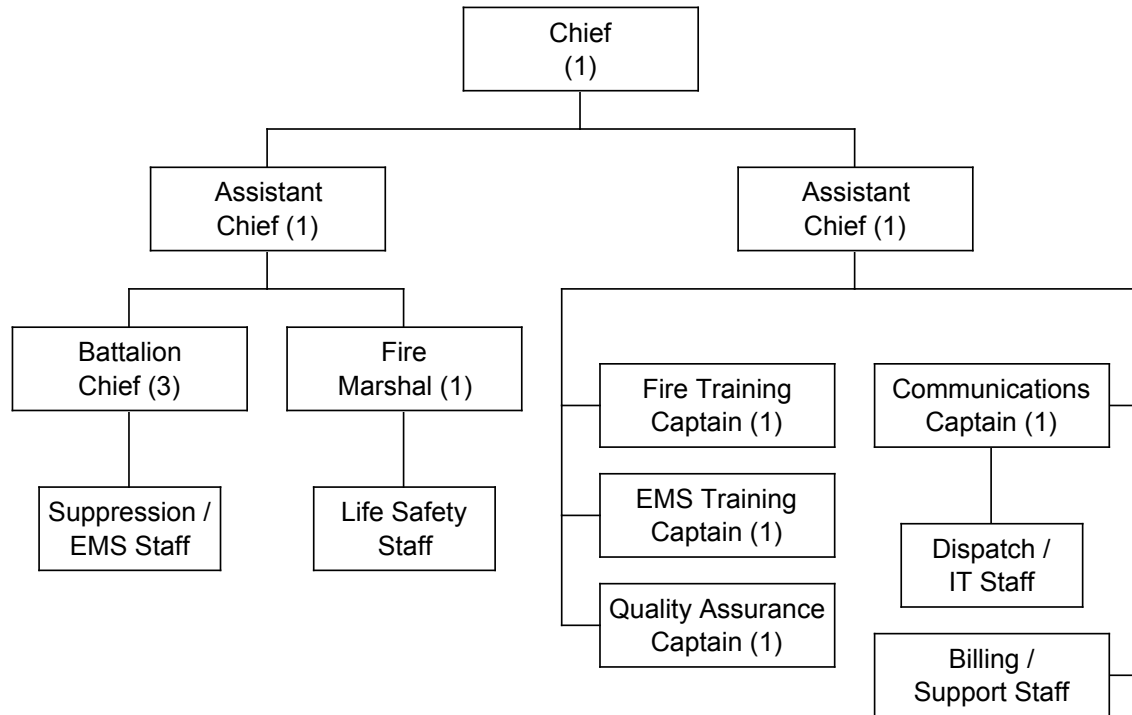 Chief
(1)
Assistant
Chief (1)
Assistant
Chief (1)
Battalion
Chief (3)
Fire
Marshal (1)
Suppression /
EMS Staff
Life Safety
Staff
Fire Training
Captain (1)
EMS Training
Captain (1)
Quality Assurance
Captain (1)
Communications
Captain (1)
Dispatch /
IT Staff
Billing /
Support Staff